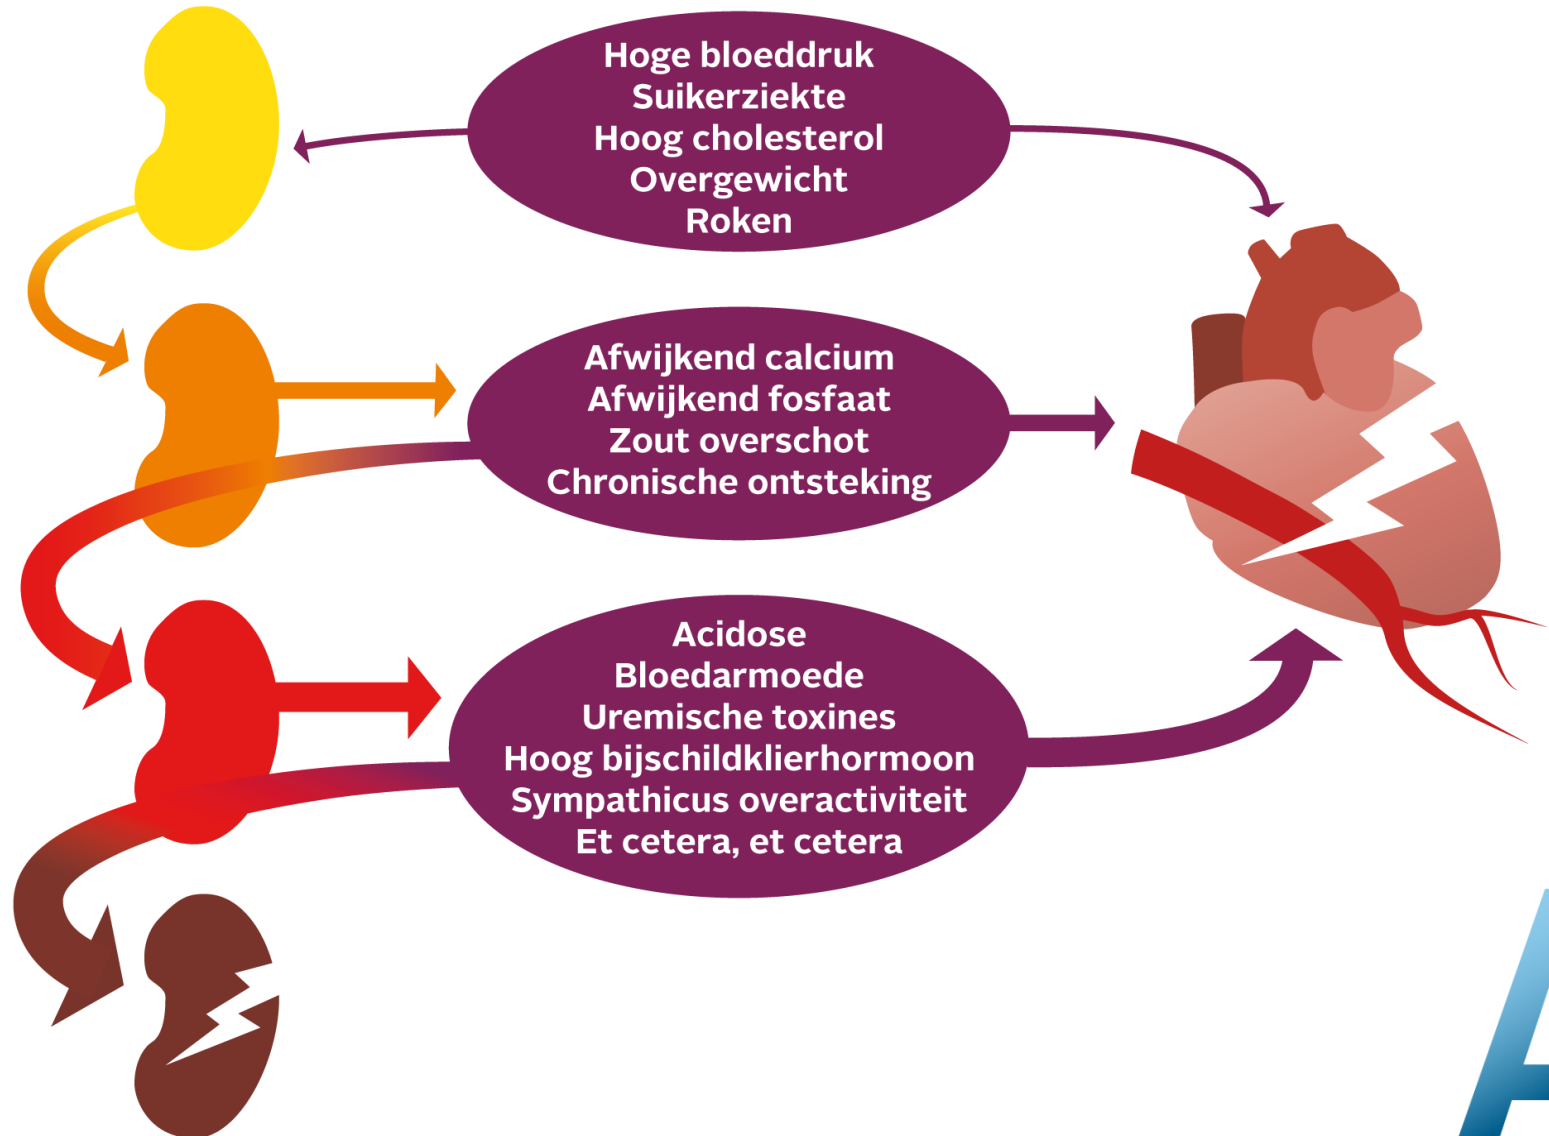 Hoge bloeddruk
Suikerziekte
Hoog cholesterol
Overgewicht
Roken
Afwijkend calcium
Afwijkend fosfaat
Zout overschot
Chronische ontsteking
Acidose
Bloedarmoede
Uremische toxines
Hoog bijschildklierhormoon
Sympathicus overactiviteit
Et cetera, et cetera